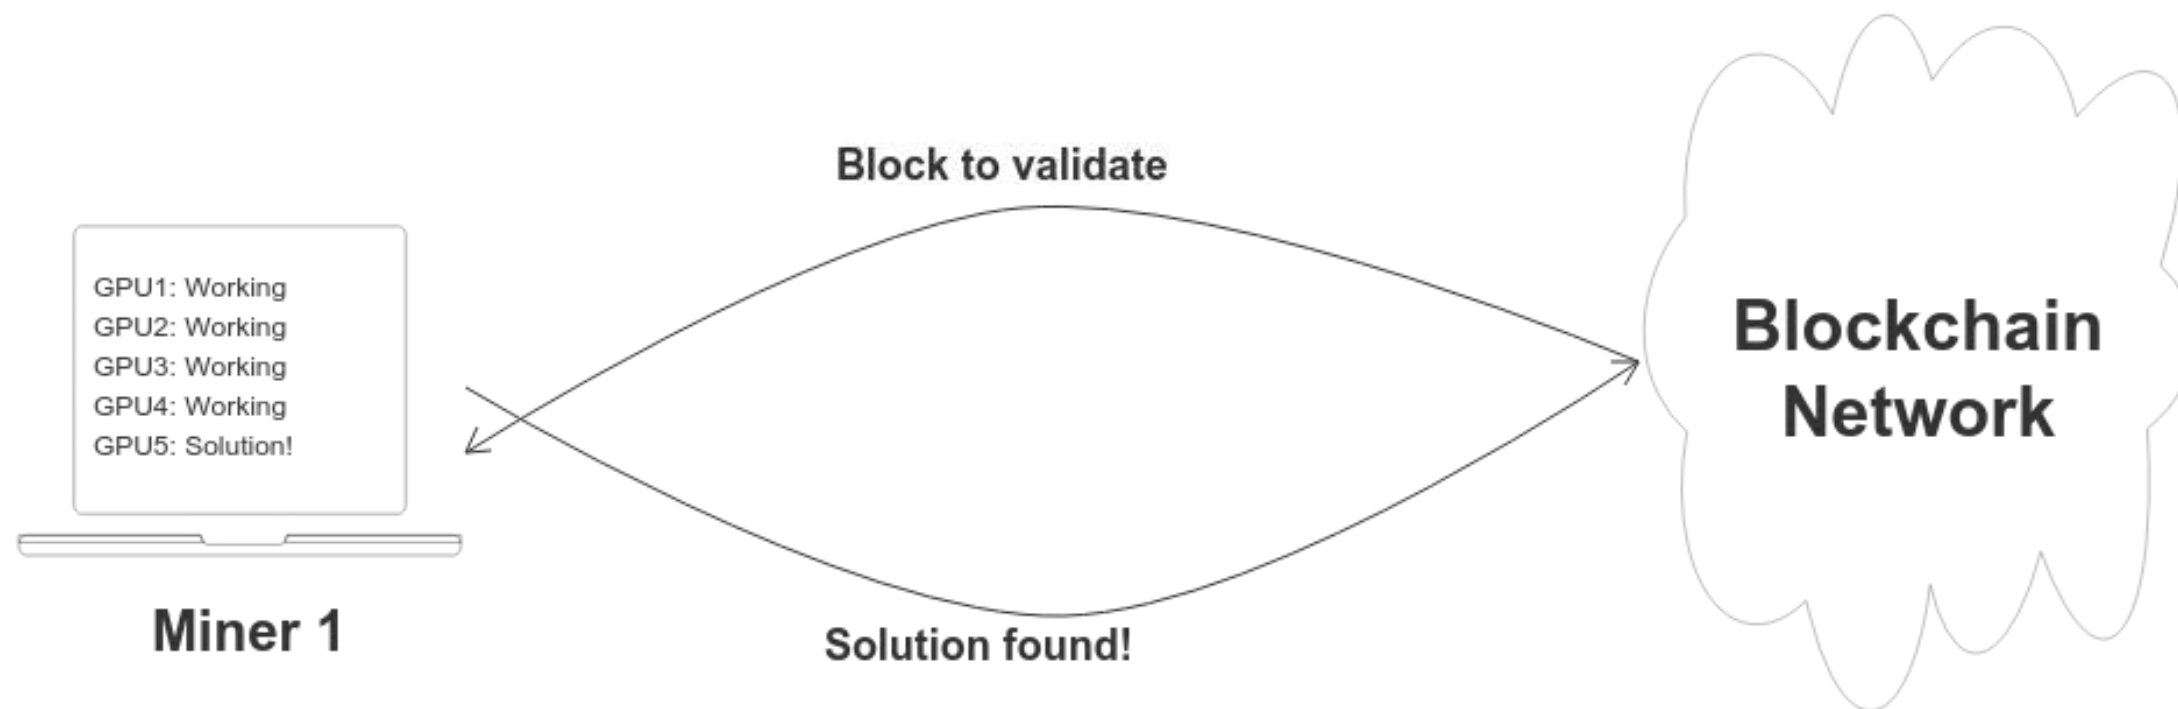 Block to validate
GPU1: Working
GPU2: Working
GPU3: Working
GPU4: Working
GPU5: Solution!
Blockchain
Network
Miner 1
Solution found!